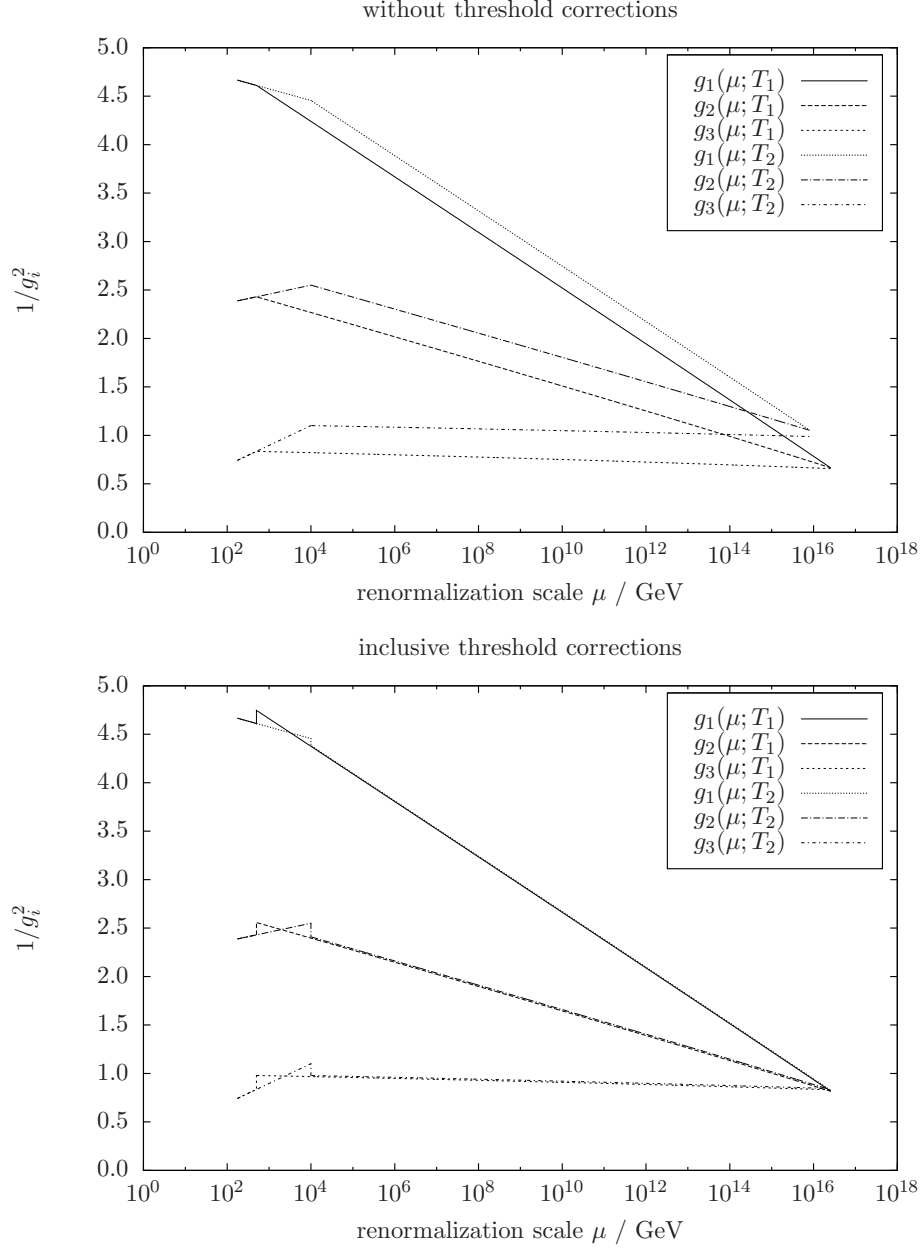 without threshold corrections
5.0
4.5
4.0
3.5
3.0
2.5
2.0
1.5
1.0
0.5
0.0
1/g_i^2
g_1(μ; T_1)
g_2(μ; T_1)
g_3(μ; T_1)
g_1(μ; T_2)
g_2(μ; T_2)
g_3(μ; T_2)
10^0 10^2 10^4 10^6 10^8 10^10 10^12 10^14 10^16 10^18
renormalization scale μ / GeV
inclusive threshold corrections
5.0
4.5
4.0
3.5
3.0
2.5
2.0
1.5
1.0
0.5
0.0
1/g_i^2
g_1(μ; T_1)
g_2(μ; T_1)
g_3(μ; T_1)
g_1(μ; T_2)
g_2(μ; T_2)
g_3(μ; T_2)
10^0 10^2 10^4 10^6 10^8 10^10 10^12 10^14 10^16 10^18
renormalization scale μ / GeV